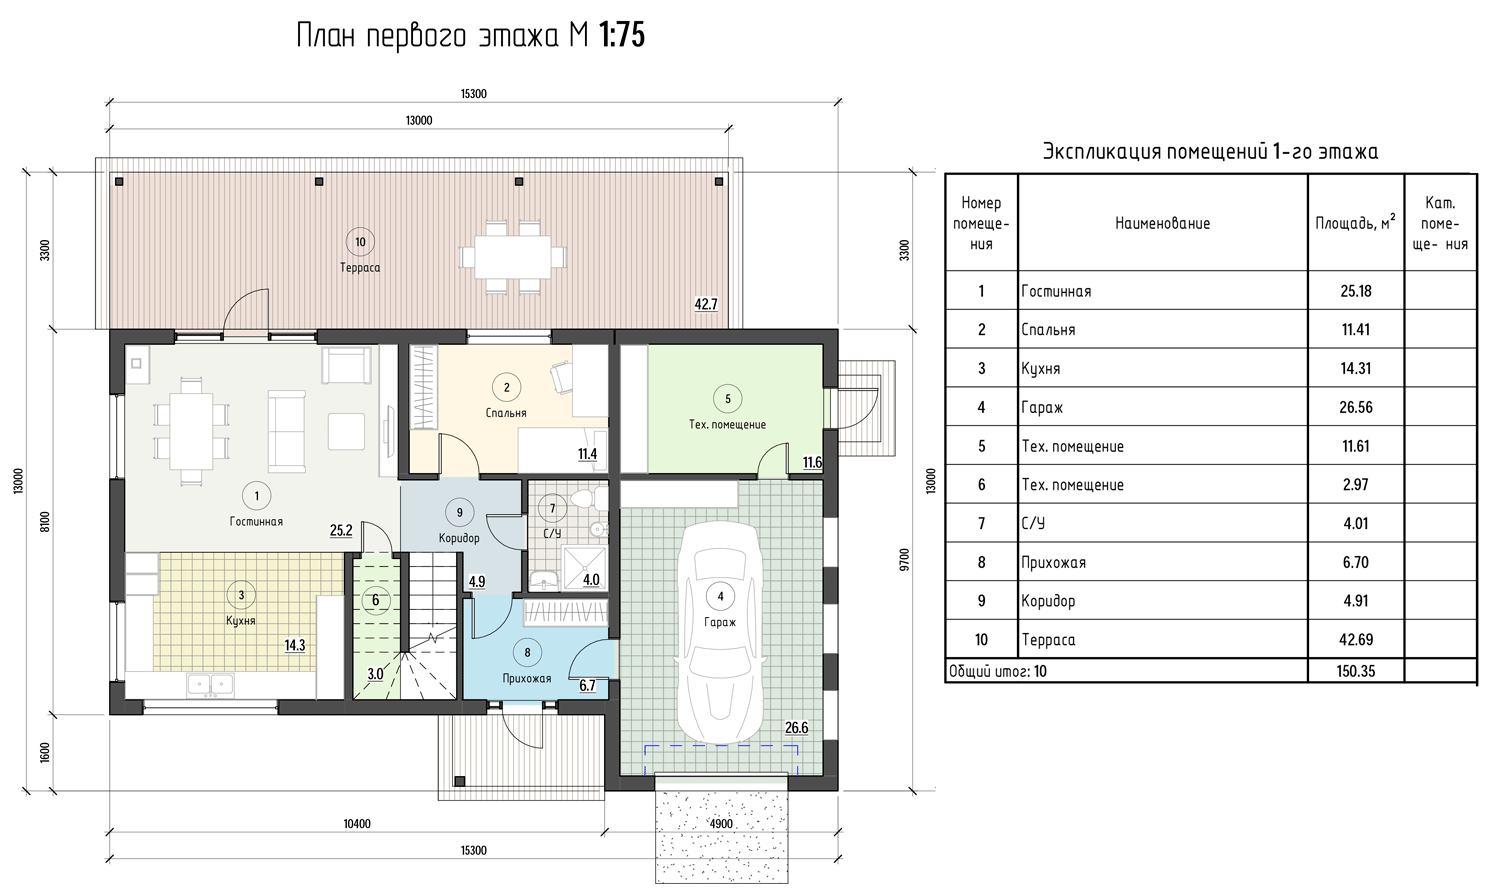 План первого этажа М 1:75
15300
13000
3300
3300
10
Терраса
42.7
Экспликация помещений 1-го этажа
Номер помеще- ния
Наименование
Площадь, м²
Кат. поме- ще- ния
1 Гостинная 25.18
2 Спальня 11.41
3 Кухня 14.31
4 Гараж 26.56
5 Тех. помещение 11.61
6 Тех. помещение 2.97
7 С/У 4.01
8 Прихожая 6.70
9 Коридор 4.91
10 Терраса 42.69
Общий итог: 10 150.35
2
Спальня
11.4
5
Тех. помещение
11.6
13000
8100
1
Гостинная
25.2
9
Коридор
4.9
7
С/У
4.0
13000
9700
3
Кухня
14.3
6
3.0
8
Прихожая
6.7
4
Гараж
26.6
1600
10400
4900
15300